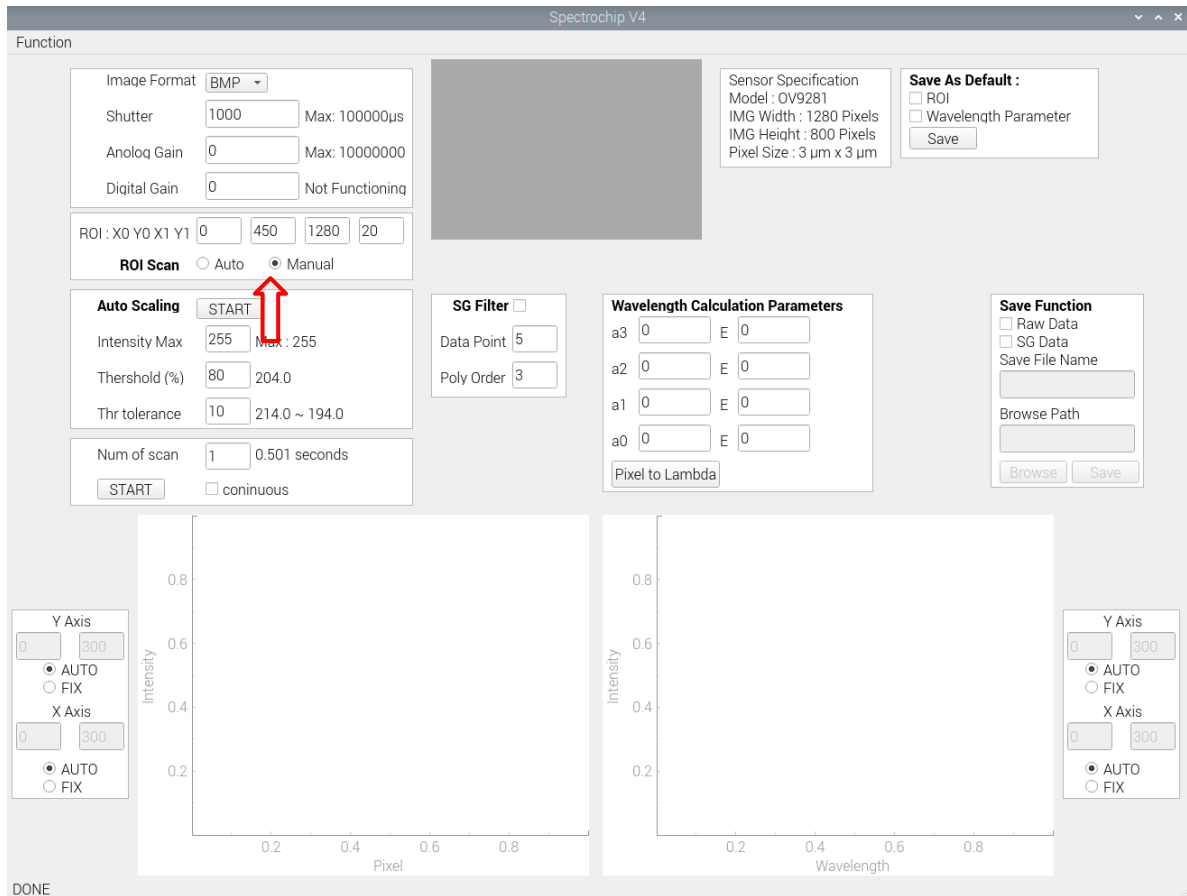 Spectrochip V4
Function
Image Format BMP
Shutter 1000 Max: 100000µs
Anolog Gain 0 Max: 10000000
Digital Gain 0 Not Functioning
ROI : X0 Y0 X1 Y1 0 450 1280 20
ROI Scan Auto Manual
Sensor Specification
Model : OV9281
IMG Width : 1280 Pixels
IMG Height : 800 Pixels
Pixel Size : 3 µm x 3 µm
Save As Default :
ROI
Wavelength Parameter
Save
Auto Scaling START
Intensity Max 255 Max : 255
Thershold (%) 80 204.0
Thr tolerance 10 214.0 ~ 194.0
Num of scan 1 0.501 seconds
START coninuous
SG Filter
Data Point 5
Poly Order 3
Wavelength Calculation Parameters
a3 0 E 0
a2 0 E 0
a1 0 E 0
a0 0 E 0
Pixel to Lambda
Save Function
Raw Data
SG Data
Save File Name
Browse Path
Browse Save
Y Axis
0 300
AUTO
FIX
X Axis
0 300
AUTO
FIX
Intensity
0.8
0.6
0.4
0.2
0.2 0.4 0.6 0.8
Pixel
Intensity
0.8
0.6
0.4
0.2
0.2 0.4 0.6 0.8
Wavelength
Y Axis
0 300
AUTO
FIX
X Axis
0 300
AUTO
FIX
DONE